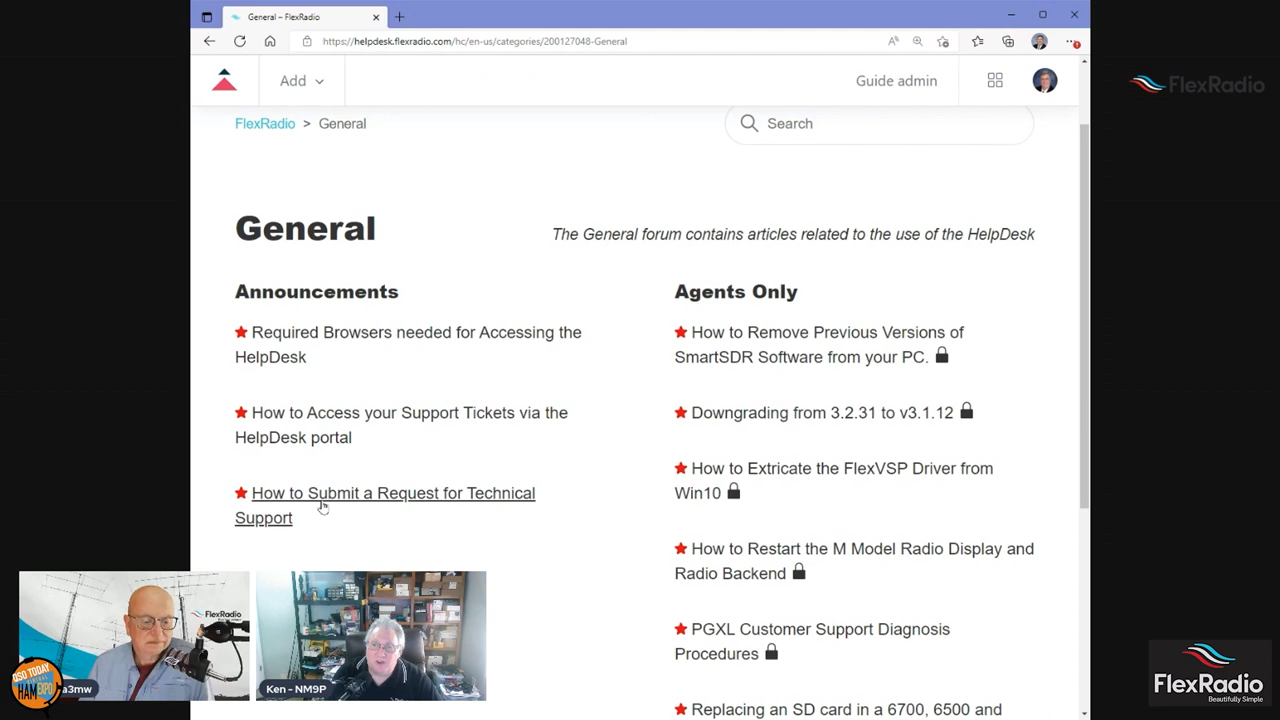 General – FlexRadio
https://helpdesk.flexradio.com/hc/en-us/categories/200127048-General
Add
Guide admin
FlexRadio > General
Search
General
The General forum contains articles related to the use of the HelpDesk
Announcements
Required Browsers needed for Accessing the
HelpDesk
How to Access your Support Tickets via the
HelpDesk portal
How to Submit a Request for Technical
Support
Agents Only
How to Remove Previous Versions of
SmartSDR Software from your PC.
Downgrading from 3.2.31 to v3.1.12
How to Extricate the FlexVSP Driver from
Win10
How to Restart the M Model Radio Display and
Radio Backend
PGXL Customer Support Diagnosis
Procedures
Replacing an SD card in a 6700, 6500 and
FlexRadio
FlexRadio
QSO TODAY
HAM EXPO
a3mw
Ken - NM9P
FlexRadio
Beautifully Simple